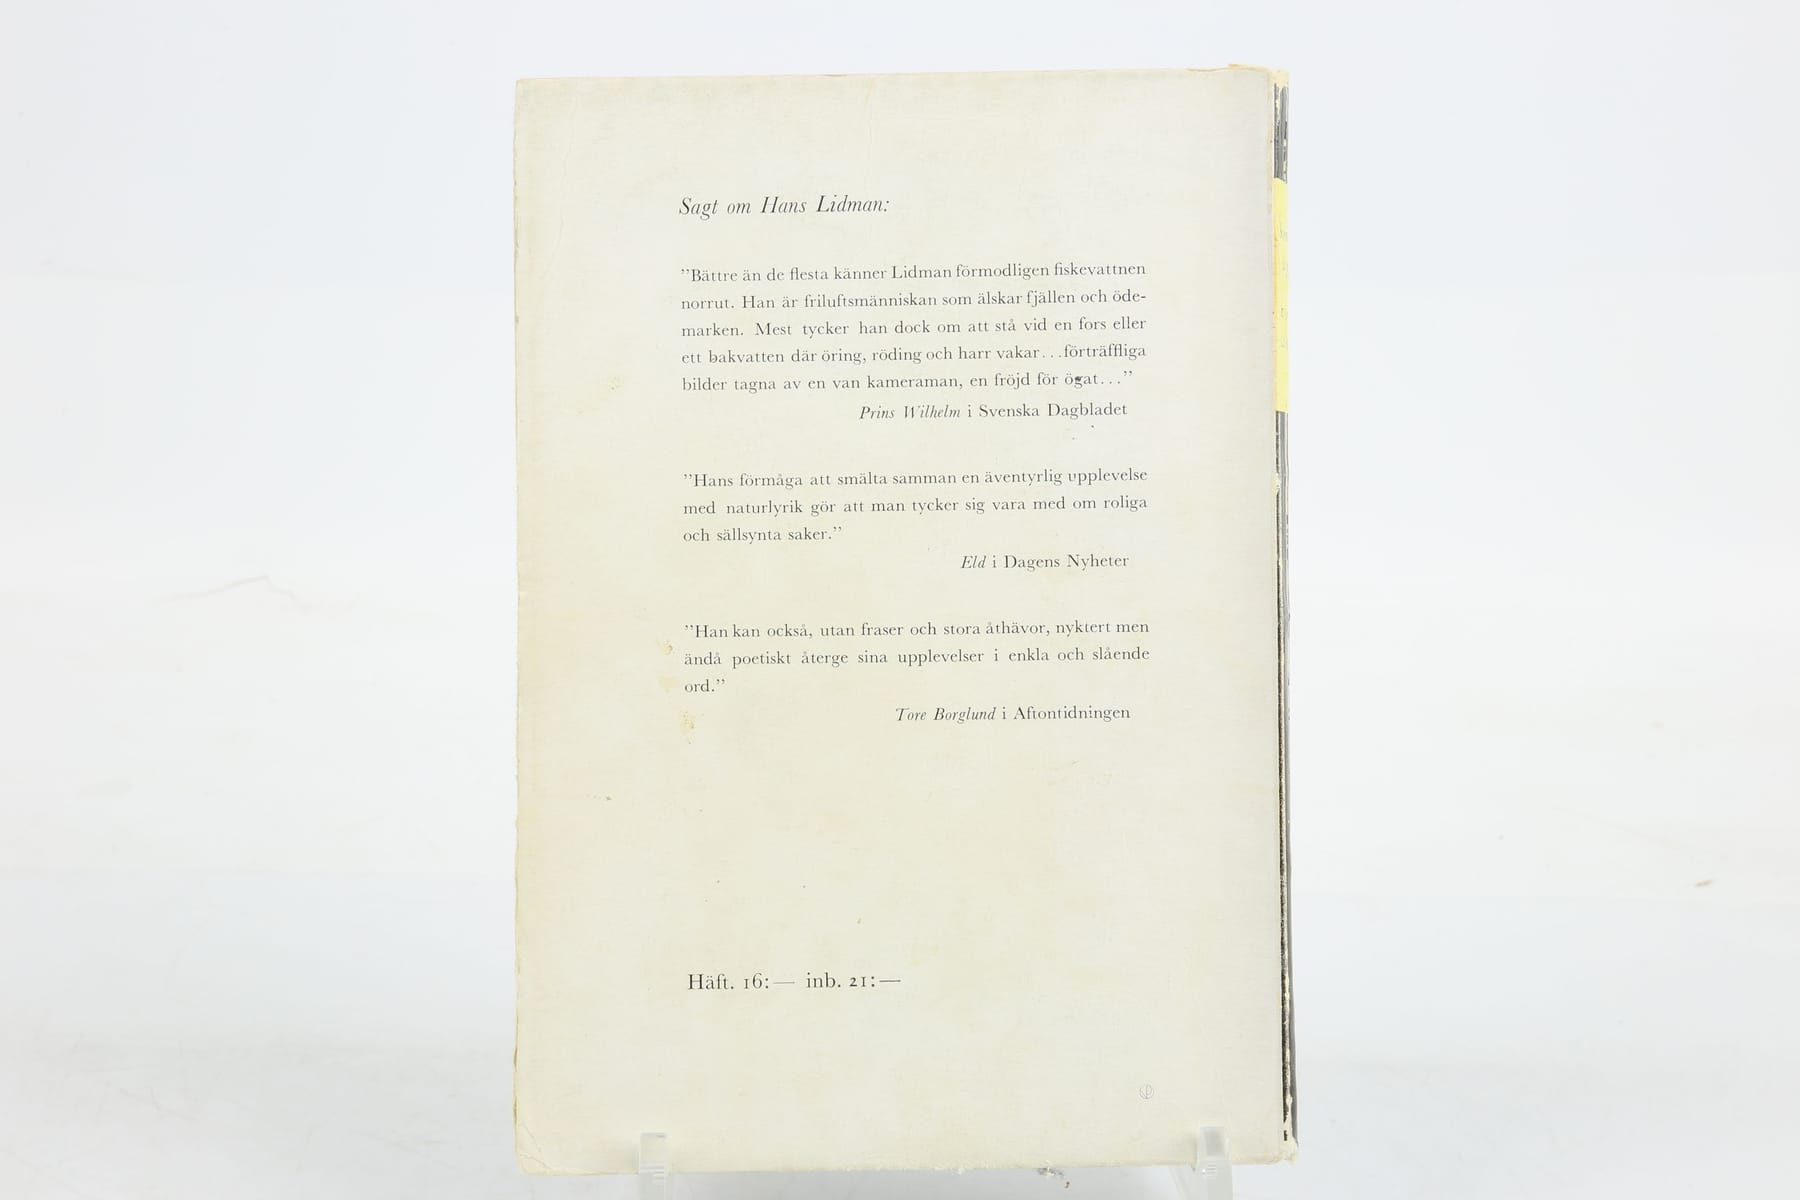 Sagt om Hans Lidman:
”Bättre än de flesta känner Lidman förmodligen fiskevattnen
norrut. Han är friluftsmänniskan som älskar fjällen och öde-
marken. Mest tycker han dock om att stå vid en fors eller
ett bakvatten där öring, röding och harr vakar...förträffliga
bilder tagna av en van kameraman, en fröjd för ögat...”
Prins Wilhelm i Svenska Dagbladet
”Hans förmåga att smälta samman en äventyrlig upplevelse
med naturlyrik gör att man tycker sig vara med om roliga
och sällsynta saker.”
Eld i Dagens Nyheter
”Han kan också, utan fraser och stora åthävor, nyktert men
ändå poetiskt återge sina upplevelser i enkla och slående
ord.”
Tore Borglund i Aftontidningen
Häft. 16:— inb. 21:—